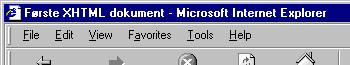 Første XHTML dokument - Microsoft Internet Explorer
File Edit View Favorites Tools Help